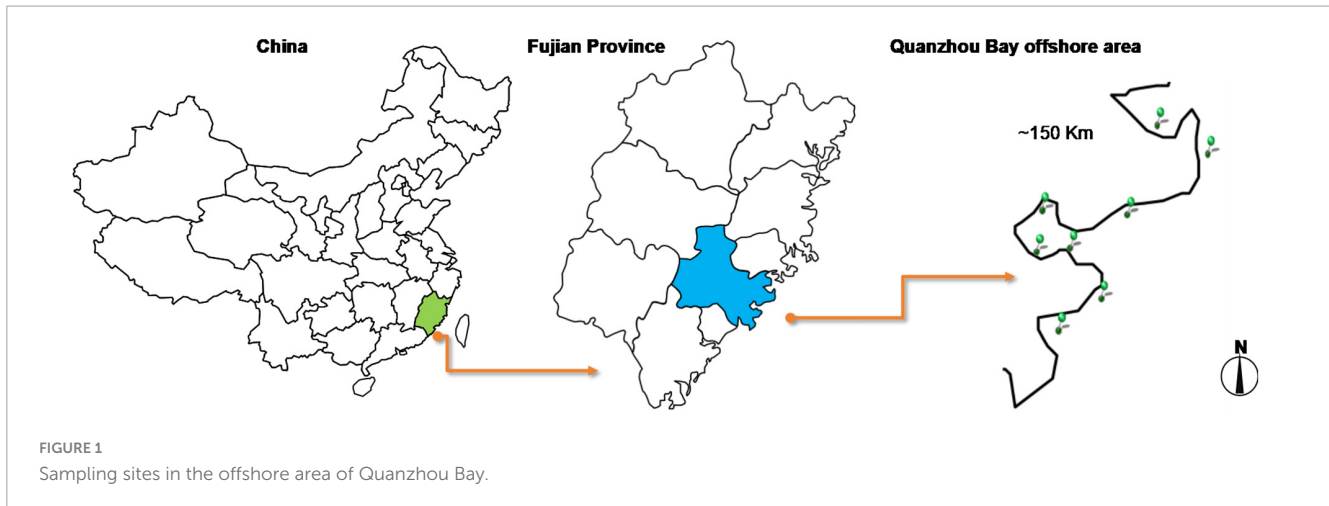 China
Fujian Province
Quanzhou Bay offshore area
~150 Km
N
FIGURE 1
Sampling sites in the offshore area of Quanzhou Bay.